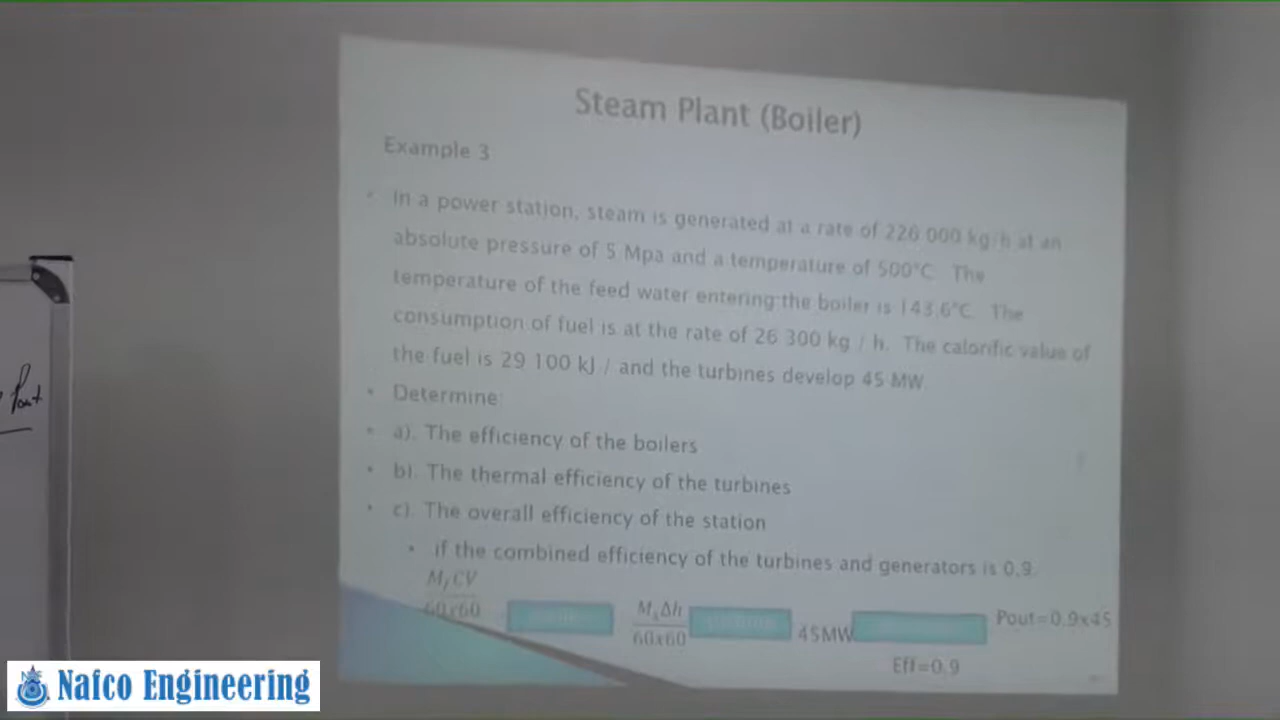 Steam Plant (Boiler)
Example 3
• In a power station, steam is generated at a rate of 226 000 kg/h at an
absolute pressure of 5 Mpa and a temperature of 500°C. The
temperature of the feed water entering the boiler is 143.6°C. The
consumption of fuel is at the rate of 26 300 kg / h. The calorific value of
the fuel is 29 100 kJ / and the turbines develop 45 MW.
• Determine:
• a). The efficiency of the boilers
• b). The thermal efficiency of the turbines
• c). The overall efficiency of the station
• if the combined efficiency of the turbines and generators is 0.9.
M_f CV
60x60
M_sΔh
60x60
45MW
Pout=0.9x45
Eff=0.9
Pout
Nafco Engineering